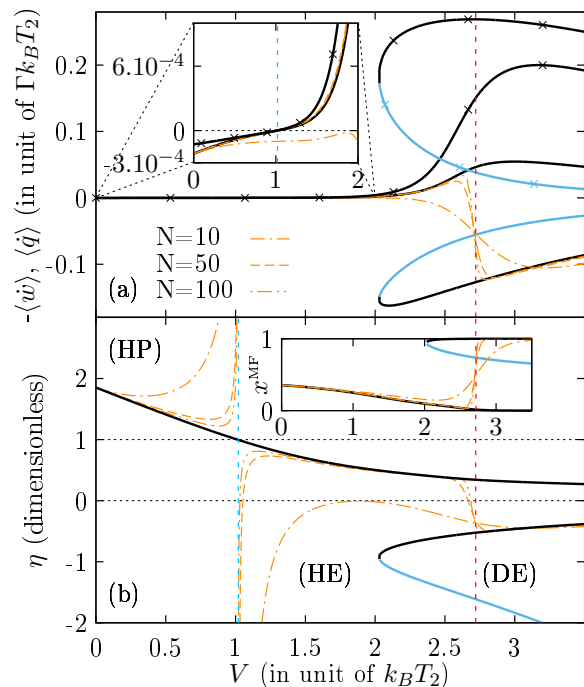 -⟨ẇ⟩, ⟨q̇⟩ (in unit of Γk_BT_2)
0.2
0.1
0
-0.1
6.10^{-4}
0
-3.10^{-4}
0 1 2
N=10
N=50
N=100
(a)
η (dimensionless)
2
1
0
-1
-2
(HP)
x^{MF}
1
0
0 1 2 3
(HE)
(DE)
(b)
0 0.5 1 1.5 2 2.5 3
V (in unit of k_BT_2)